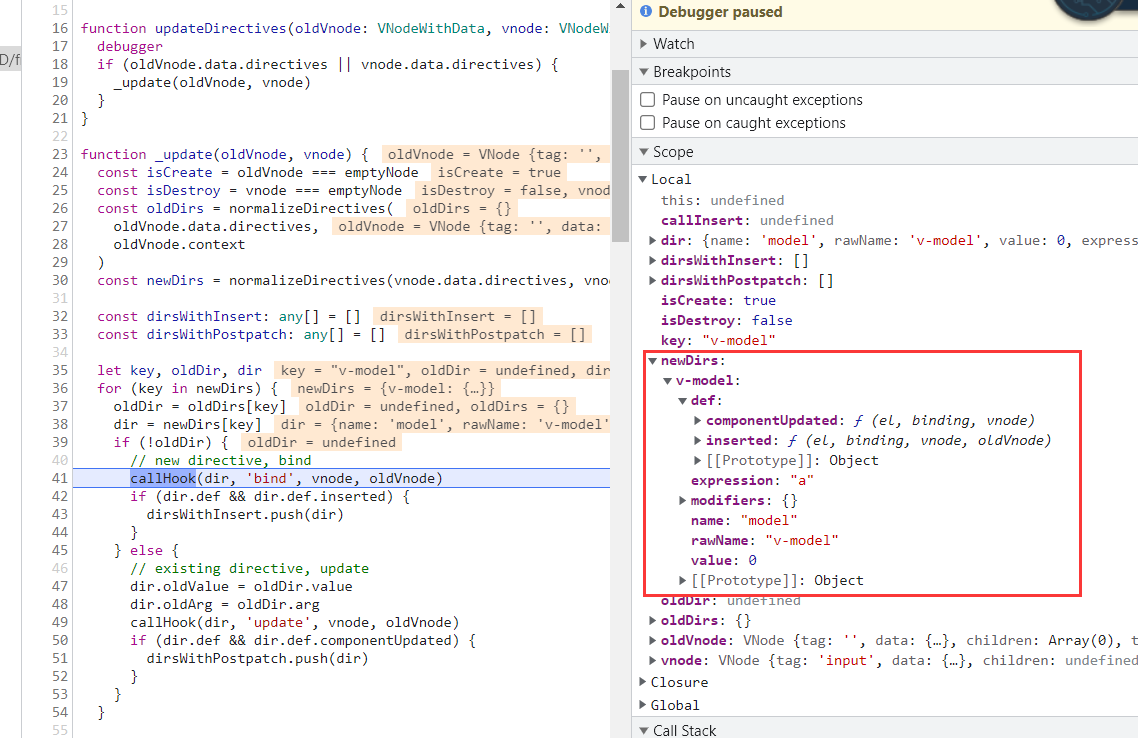 D/f
15
16 function updateDirectives(oldVnode: VNodeWithData, vnode: VNodeW
17 debugger
18 if (oldVnode.data.directives || vnode.data.directives) {
19 _update(oldVnode, vnode)
20 }
21 }
22
23 function _update(oldVnode, vnode) { oldVnode = VNode {tag: '',
24 const isCreate = oldVnode === emptyNode isCreate = true
25 const isDestroy = vnode === emptyNode isDestroy = false, vnod
26 const oldDirs = normalizeDirectives( oldDirs = {}
27 oldVnode.data.directives, oldVnode = VNode {tag: '', data:
28 oldVnode.context
29 )
30 const newDirs = normalizeDirectives(vnode.data.directives, vno
31
32 const dirsWithInsert: any[] = [] dirsWithInsert = []
33 const dirsWithPostpatch: any[] = [] dirsWithPostpatch = []
34
35 let key, oldDir, dir key = "v-model", oldDir = undefined, dir
36 for (key in newDirs) { newDirs = {v-model: {…}}
37 oldDir = oldDirs[key] oldDir = undefined, oldDirs = {}
38 dir = newDirs[key] dir = {name: 'model', rawName: 'v-model'
39 if (!oldDir) { oldDir = undefined
40 // new directive, bind
41 callHook(dir, 'bind', vnode, oldVnode)
42 if (dir.def && dir.def.inserted) {
43 dirsWithInsert.push(dir)
44 }
45 } else {
46 // existing directive, update
47 dir.oldValue = oldDir.value
48 dir.oldArg = oldDir.arg
49 callHook(dir, 'update', vnode, oldVnode)
50 if (dir.def && dir.def.componentUpdated) {
51 dirsWithPostpatch.push(dir)
52 }
53 }
54 }
55
Debugger paused
Watch
Breakpoints
Pause on uncaught exceptions
Pause on caught exceptions
Scope
Local
this: undefined
callInsert: undefined
dir: {name: 'model', rawName: 'v-model', value: 0, express
dirsWithInsert: []
dirsWithPostpatch: []
isCreate: true
isDestroy: false
key: "v-model"
newDirs:
v-model:
def:
componentUpdated: ƒ (el, binding, vnode)
inserted: ƒ (el, binding, vnode, oldVnode)
[[Prototype]]: Object
expression: "a"
modifiers: {}
name: "model"
rawName: "v-model"
value: 0
[[Prototype]]: Object
oldDir: undefined
oldDirs: {}
oldVnode: VNode {tag: '', data: {…}, children: Array(0), t
vnode: VNode {tag: 'input', data: {…}, children: undefined
Closure
Global
Call Stack